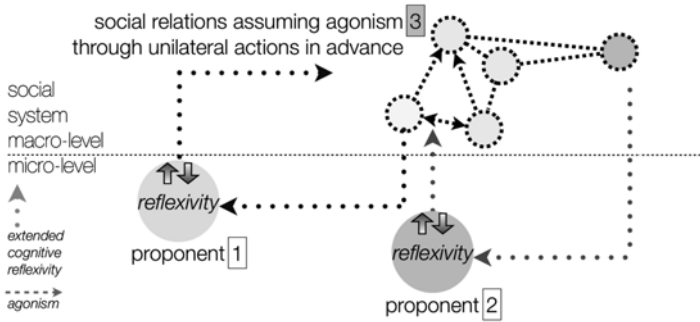 social relations assuming agonism 3
through unilateral actions in advance
social
system
macro-level
micro-level
reflexivity
proponent 1
extended
cognitive
reflexivity
agonism
reflexivity
proponent 2